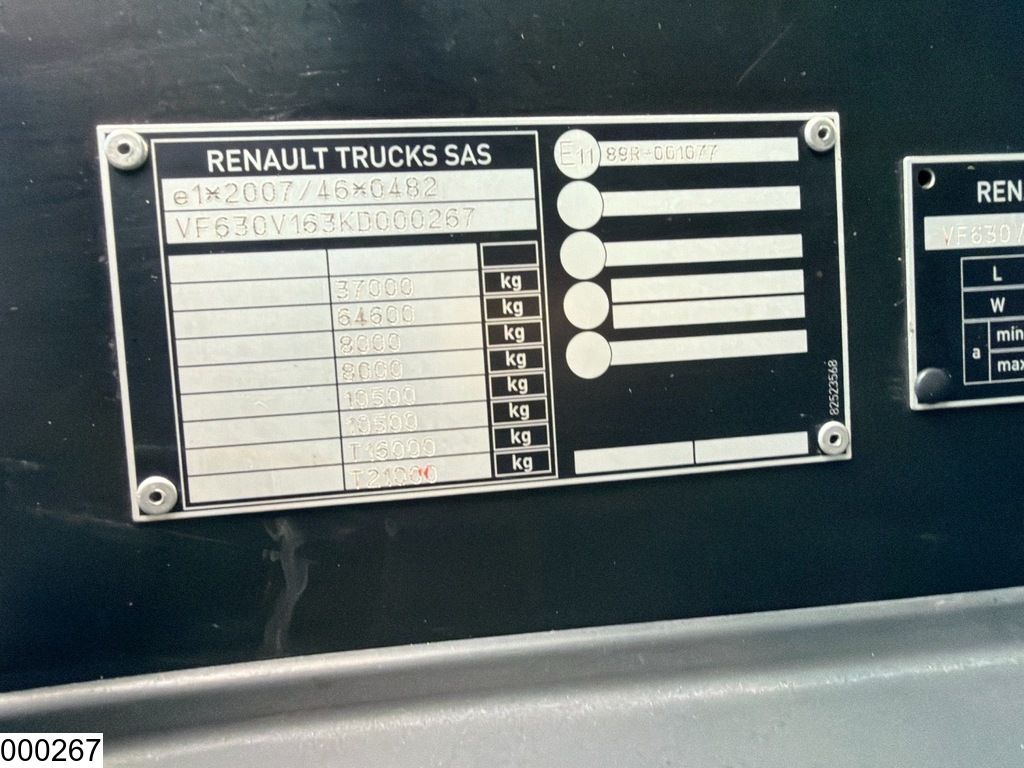 RENAULT TRUCKS SAS
e1*2007/46*0482
VF630V163KD000267
37000 kg
64600 kg
8000 kg
8000 kg
10500 kg
10500 kg
T16000 kg
T21000 kg
E11 89R-001077
82523568
REN
VF630V
L
W
a
min
max
000267